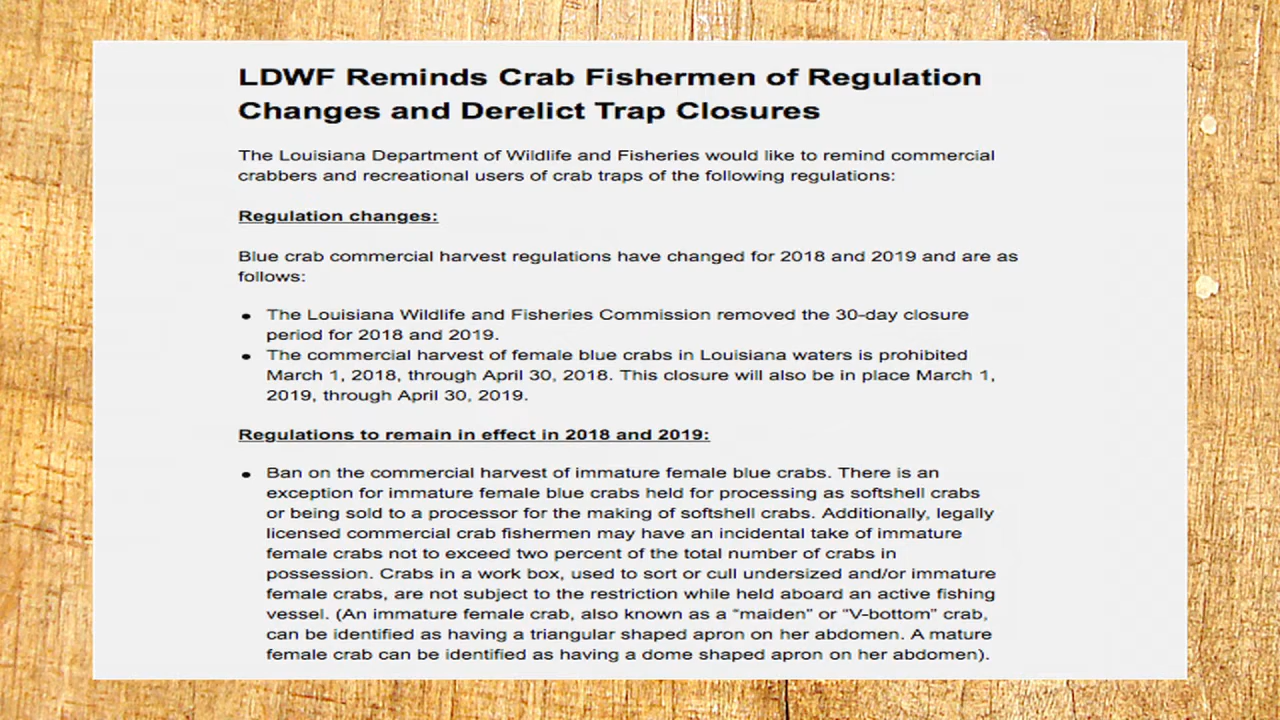 LDWF Reminds Crab Fishermen of Regulation
Changes and Derelict Trap Closures
The Louisiana Department of Wildlife and Fisheries would like to remind commercial
crabbers and recreational users of crab traps of the following regulations:
Regulation changes:
Blue crab commercial harvest regulations have changed for 2018 and 2019 and are as
follows:
• The Louisiana Wildlife and Fisheries Commission removed the 30-day closure
period for 2018 and 2019.
• The commercial harvest of female blue crabs in Louisiana waters is prohibited
March 1, 2018, through April 30, 2018. This closure will also be in place March 1,
2019, through April 30, 2019.
Regulations to remain in effect in 2018 and 2019:
• Ban on the commercial harvest of immature female blue crabs. There is an
exception for immature female blue crabs held for processing as softshell crabs
or being sold to a processor for the making of softshell crabs. Additionally, legally
licensed commercial crab fishermen may have an incidental take of immature
female crabs not to exceed two percent of the total number of crabs in
possession. Crabs in a work box, used to sort or cull undersized and/or immature
female crabs, are not subject to the restriction while held aboard an active fishing
vessel. (An immature female crab, also known as a “maiden” or “V-bottom” crab,
can be identified as having a triangular shaped apron on her abdomen. A mature
female crab can be identified as having a dome shaped apron on her abdomen).